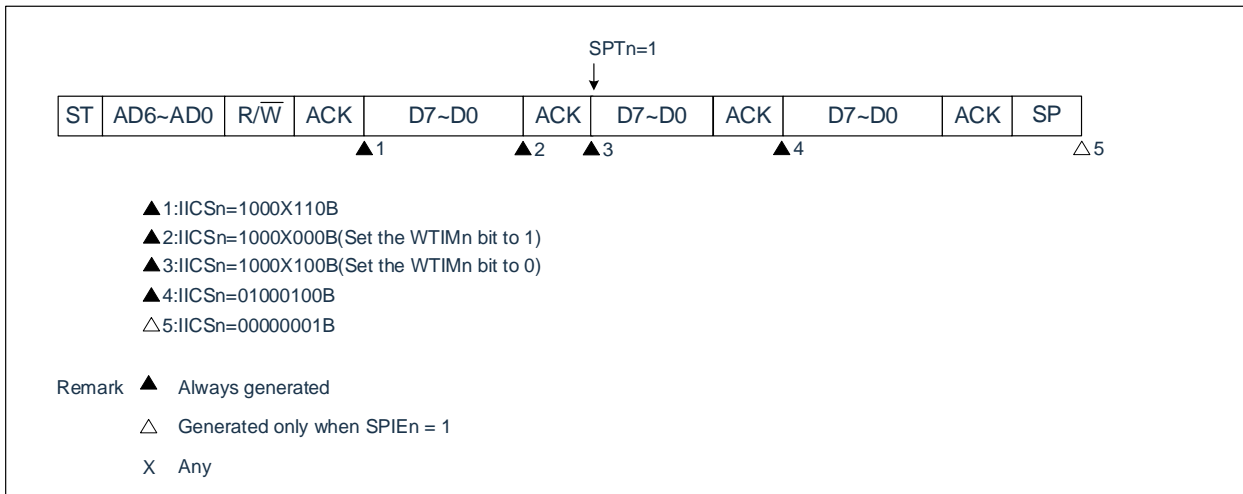 SPTn=1
ST AD6~AD0 R/W̅ ACK D7~D0 ACK D7~D0 ACK D7~D0 ACK SP
▲1 ▲2 ▲3 ▲4 △5
▲1:IICSn=1000X110B
▲2:IICSn=1000X000B(Set the WTIMn bit to 1)
▲3:IICSn=1000X100B(Set the WTIMn bit to 0)
▲4:IICSn=01000100B
△5:IICSn=00000001B
Remark ▲ Always generated
△ Generated only when SPIEn = 1
X Any